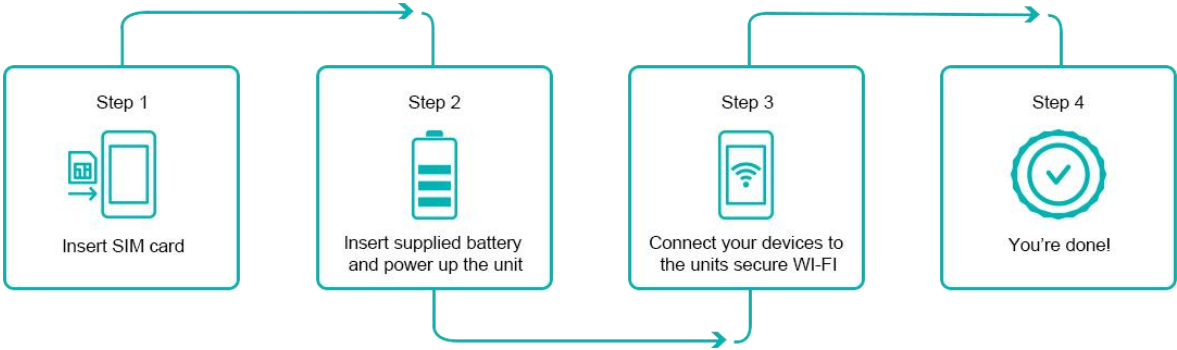 Step 1
Insert SIM card
Step 2
Insert supplied battery
and power up the unit
Step 3
Connect your devices to
the units secure WI-FI
Step 4
You're done!